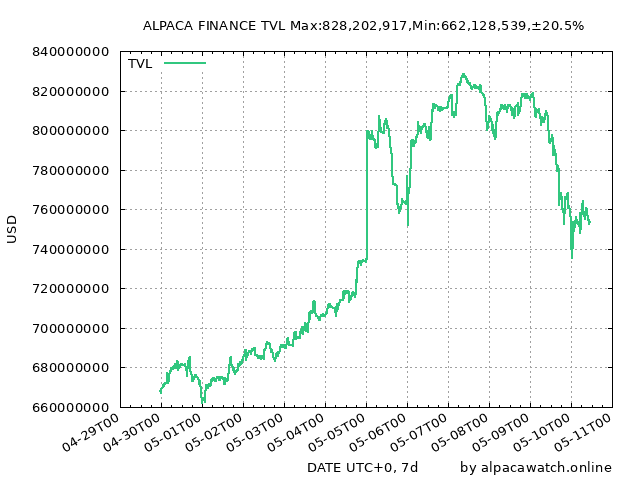 ALPACA FINANCE TVL Max:828,202,917,Min:662,128,539,±20.5%
840000000
TVL
820000000
800000000
780000000
760000000
USD
740000000
720000000
700000000
680000000
660000000
04-29T00
04-30T00
05-01T00
05-02T00
05-03T00
05-04T00
05-05T00
05-06T00
05-07T00
05-08T00
05-09T00
05-10T00
05-11T00
DATE UTC+0, 7d by alpacawatch.online